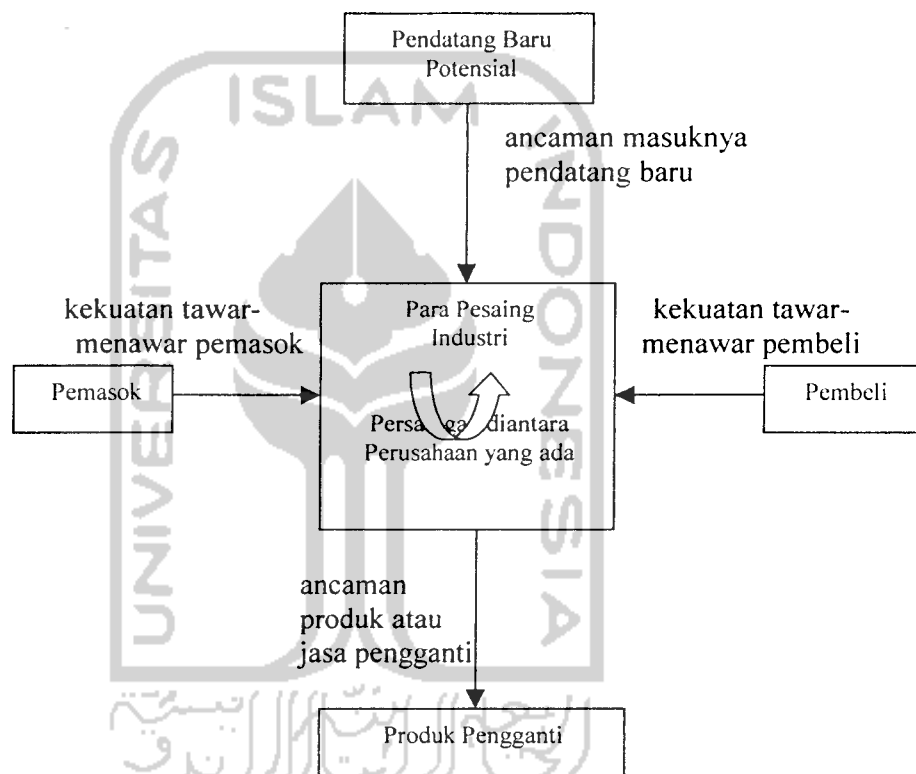 Pendatang Baru
Potensial
ISLAM
UNIVERSITAS
INDONESIA
ancaman masuknya
pendatang baru
kekuatan tawar-
menawar pemasok
Para Pesaing
Industri
kekuatan tawar-
menawar pembeli
Pemasok
Pembeli
diantara
Perusahaan yang ada
ancaman
produk atau
jasa pengganti
Produk Pengganti